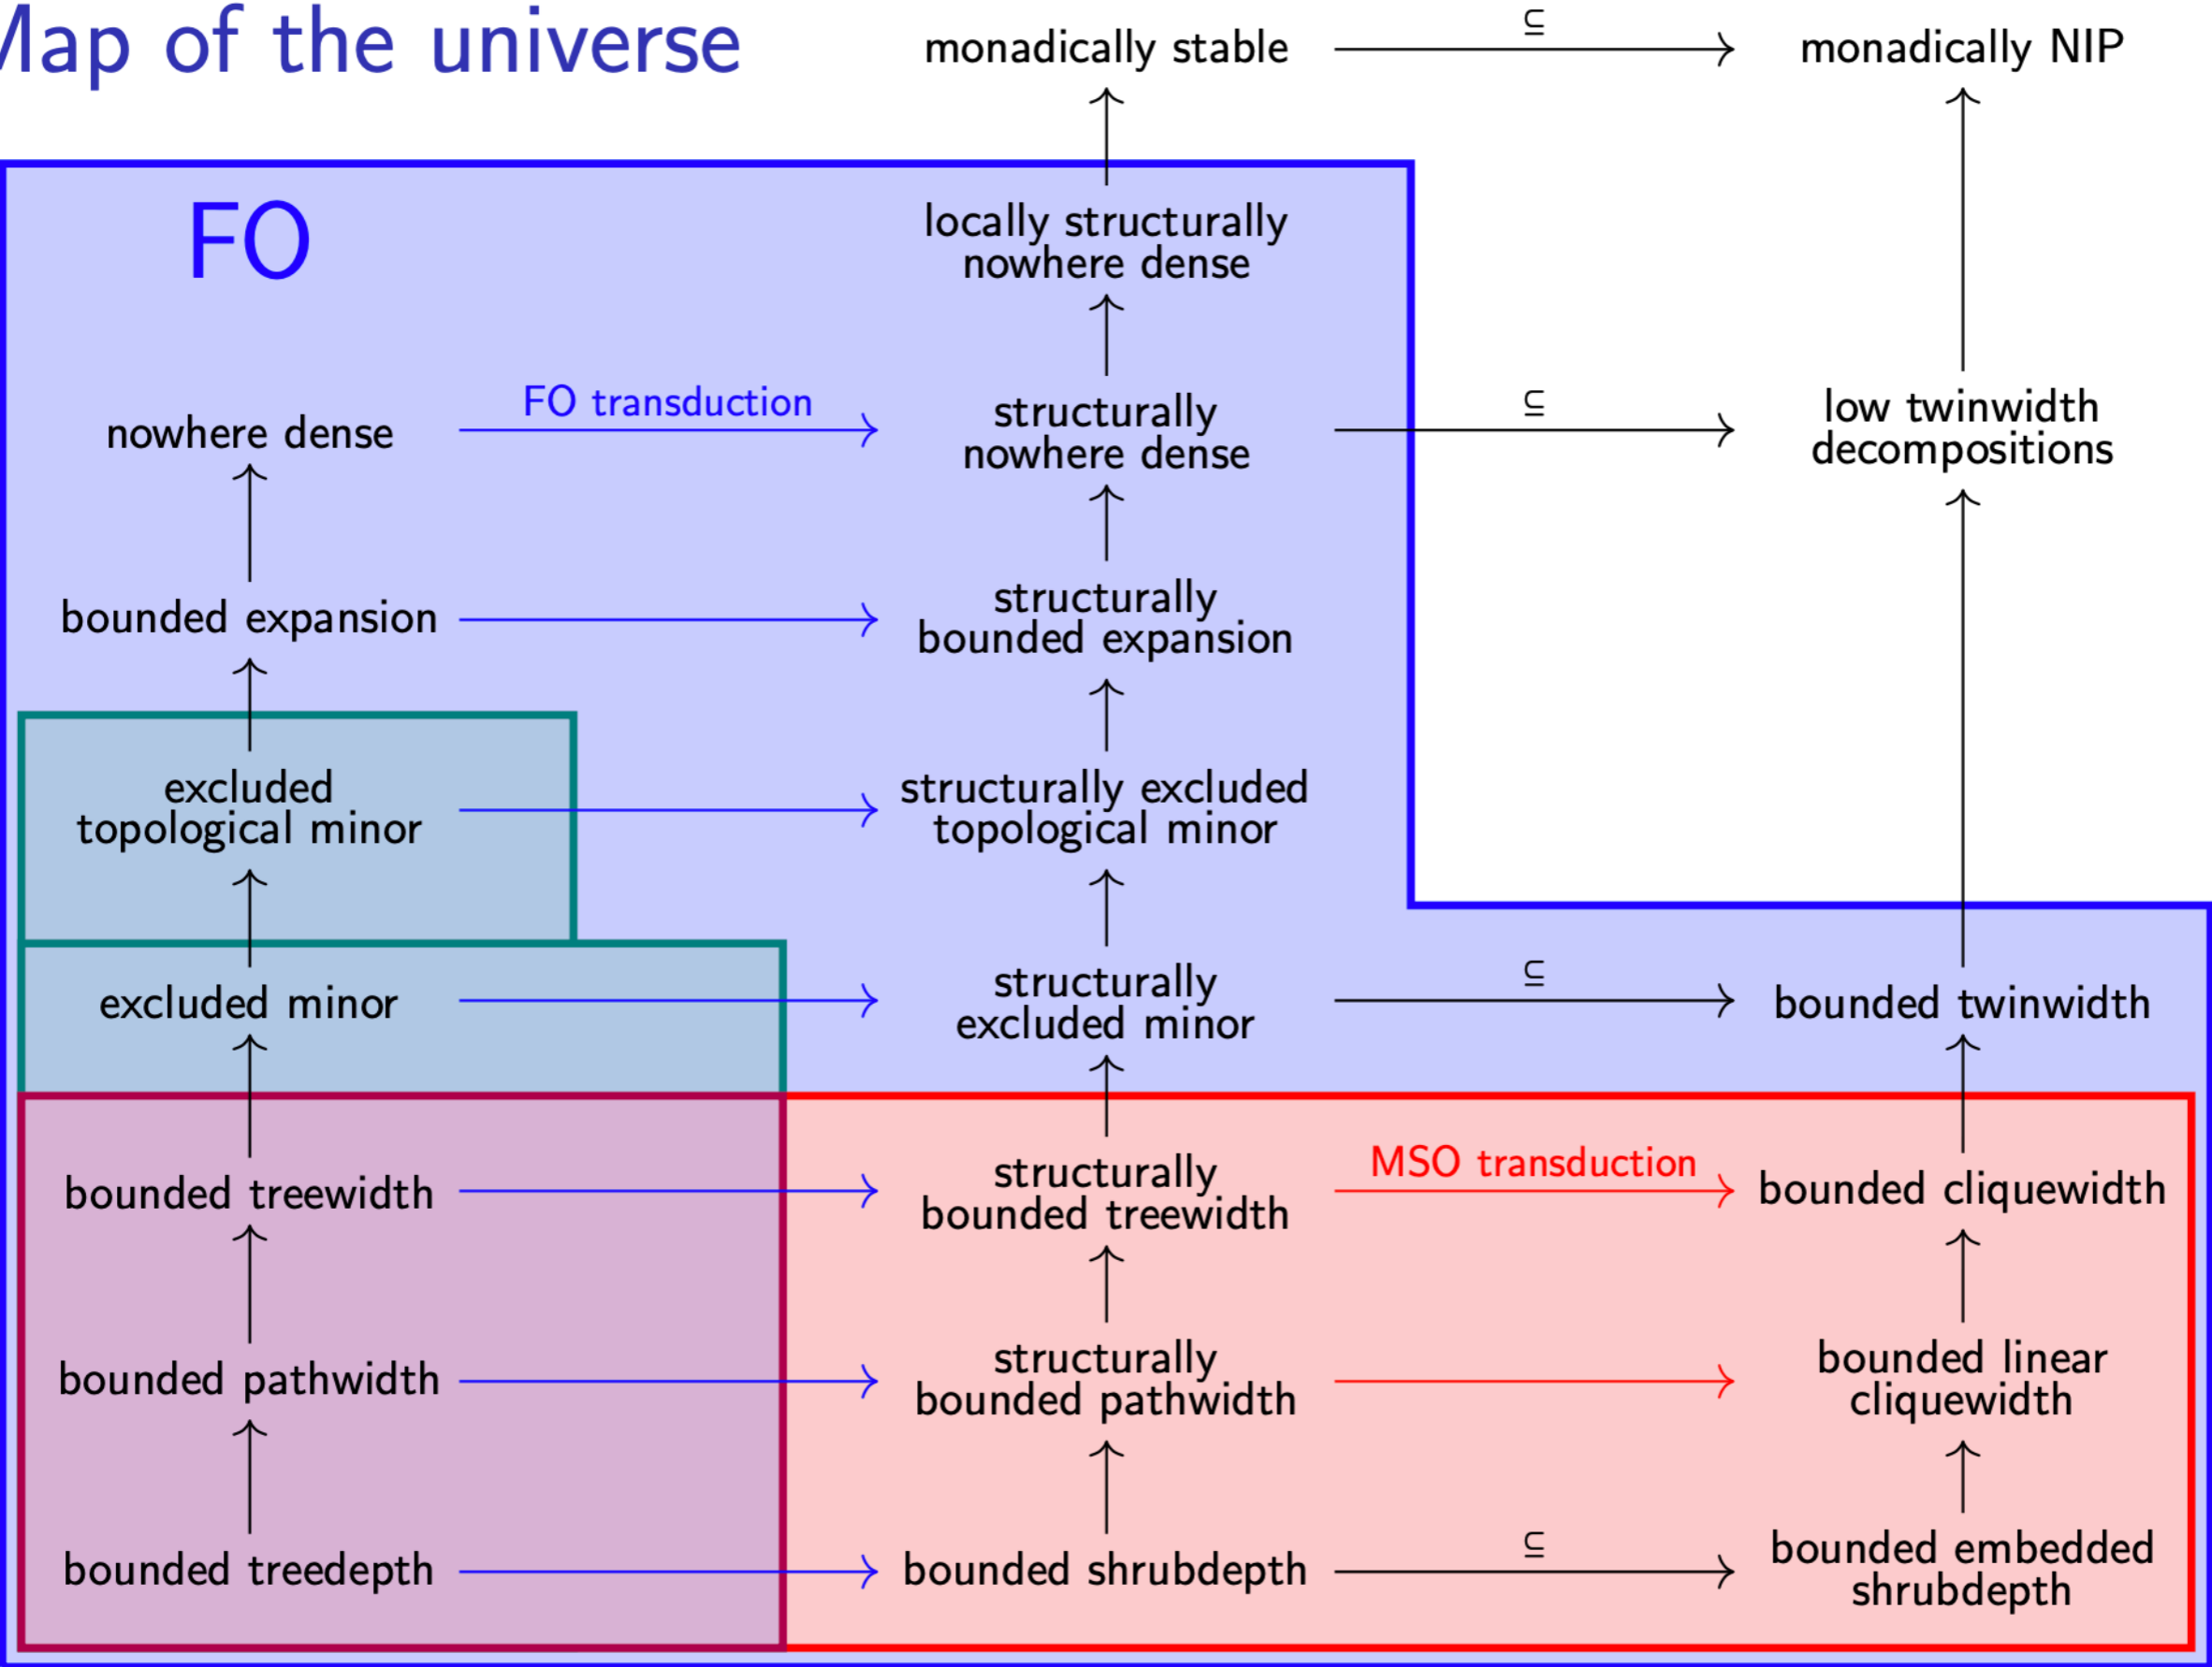 Map of the universe
monadically stable
⊆
monadically NIP
FO
locally structurally
nowhere dense
nowhere dense
FO transduction
structurally
nowhere dense
⊆
low twinwidth
decompositions
bounded expansion
structurally
bounded expansion
excluded
topological minor
structurally excluded
topological minor
excluded minor
structurally
excluded minor
⊆
bounded twinwidth
bounded treewidth
structurally
bounded treewidth
MSO transduction
bounded cliquewidth
bounded pathwidth
structurally
bounded pathwidth
bounded linear
cliquewidth
bounded treedepth
bounded shrubdepth
⊆
bounded embedded
shrubdepth